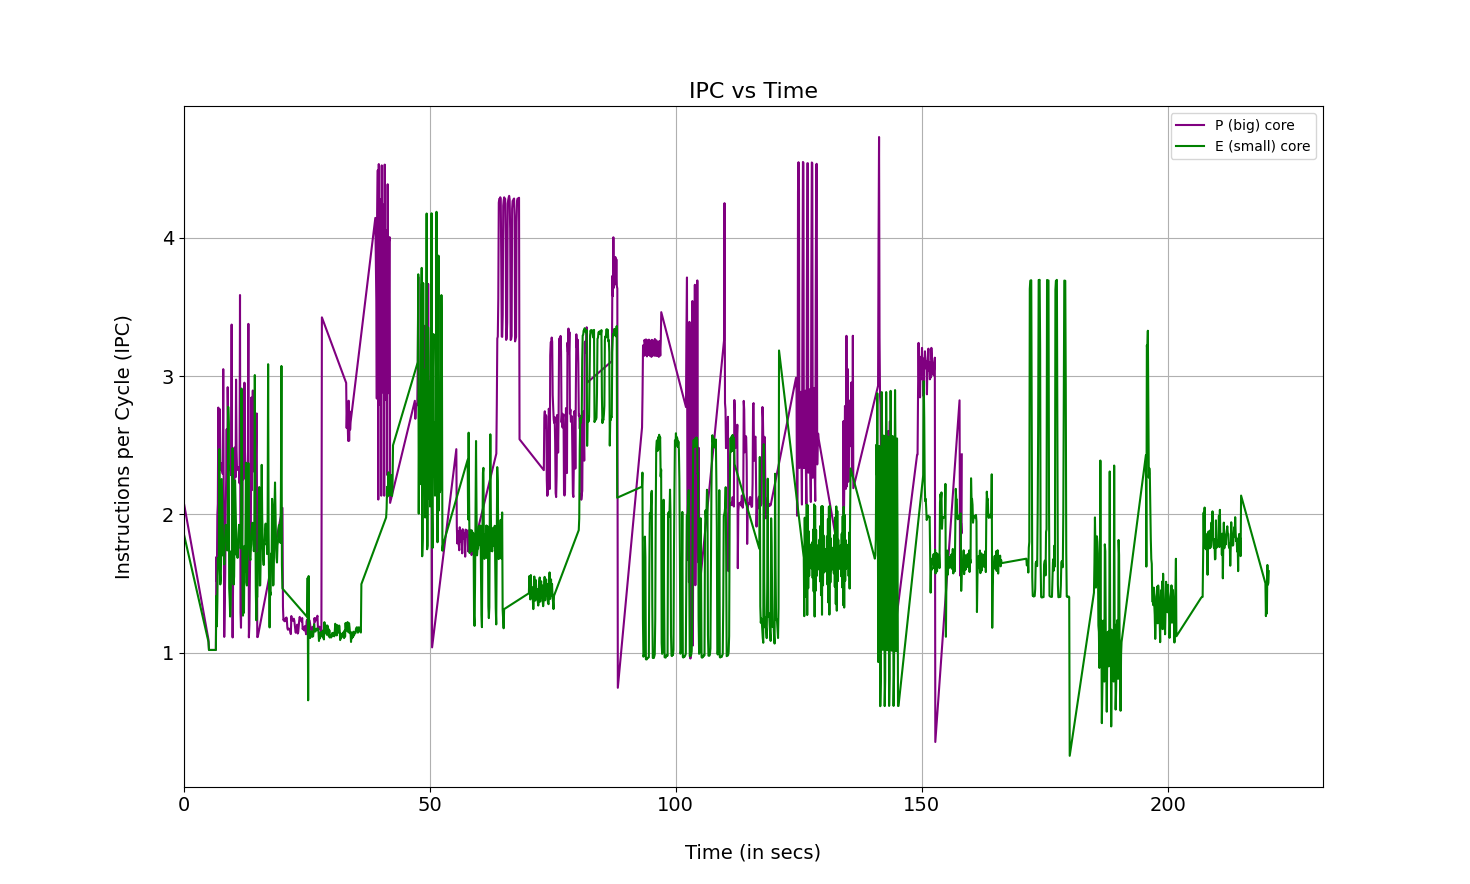 IPC vs Time
P (big) core
E (small) core
Instructions per Cycle (IPC)
4
3
2
1
0 50 100 150 200
Time (in secs)